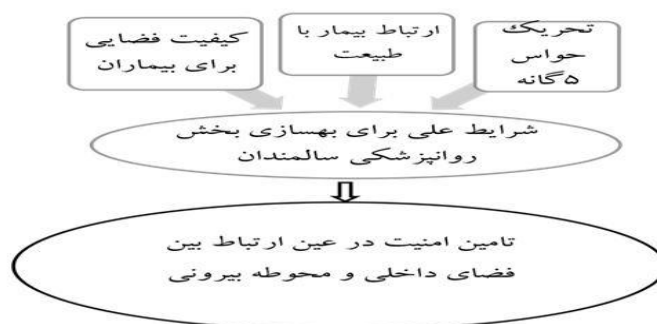 تحریک
حواس
۵گانه
ارتباط بیمار با
طبیعت
کیفیت فضایی
برای بیماران
شرایط علی برای بهسازی بخش
روانپزشکی سالمندان
تامین امنیت در عین ارتباط بین
فضای داخلی و محوطه بیرونی